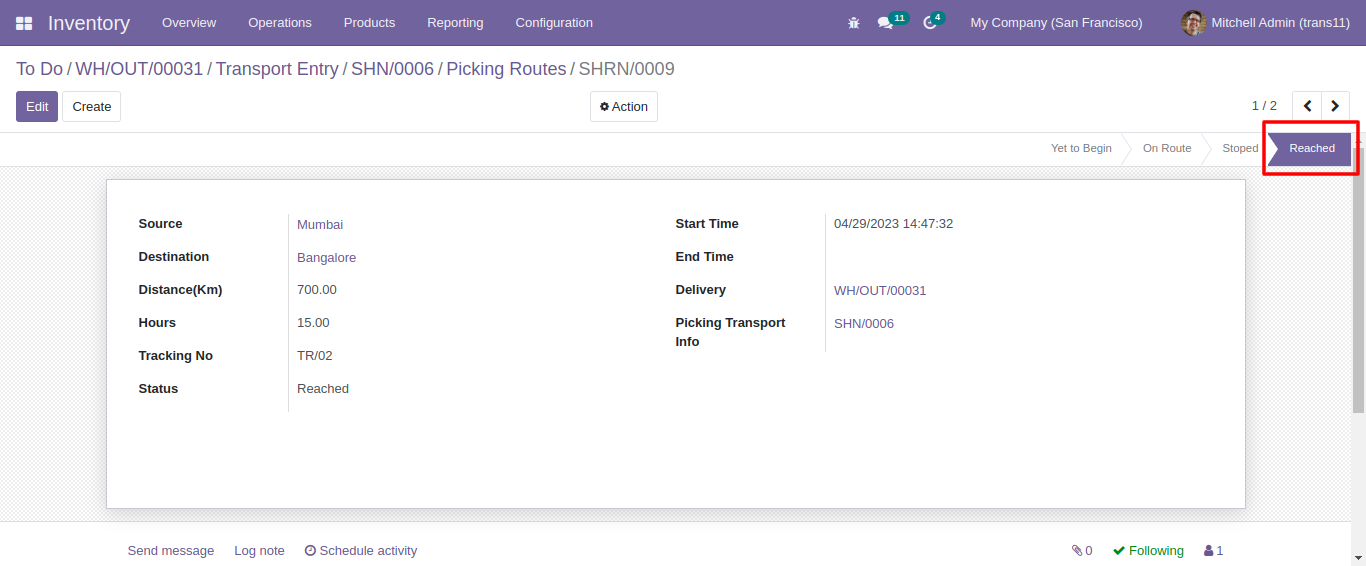 Inventory Overview Operations Products Reporting Configuration 11 4 My Company (San Francisco) Mitchell Admin (trans11)
To Do / WH/OUT/00031 / Transport Entry / SHN/0006 / Picking Routes / SHRN/0009
Edit Create Action 1 / 2
Yet to Begin On Route Stoped Reached
Source Mumbai Start Time 04/29/2023 14:47:32
Destination Bangalore End Time
Distance(Km) 700.00 Delivery WH/OUT/00031
Hours 15.00 Picking Transport Info SHN/0006
Tracking No TR/02
Status Reached
Send message Log note Schedule activity 0 Following 1